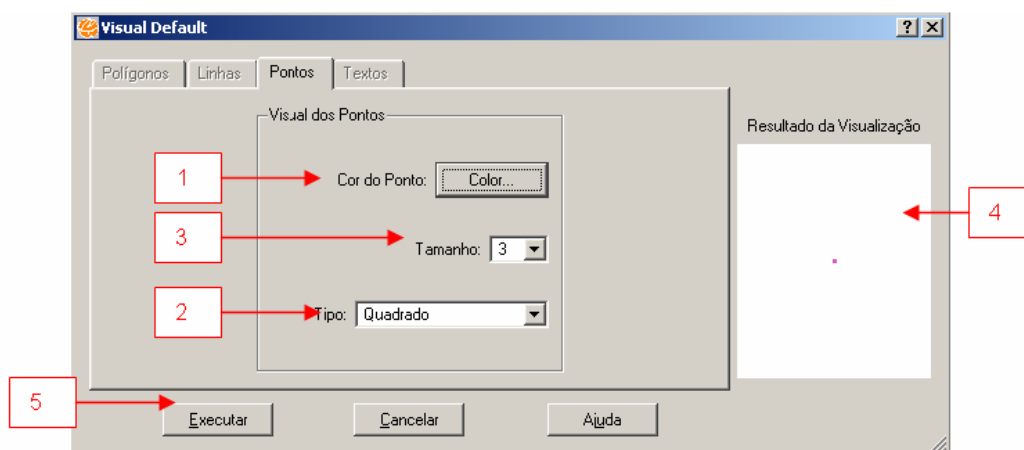 Visual Default
Polígonos Linhas Pontos Textos
Visual dos Pontos
Resultado da Visualização
1 Cor do Ponto: Color...
4
3 Tamanho: 3
2 Tipo: Quadrado
5
Executar Cancelar Ajuda